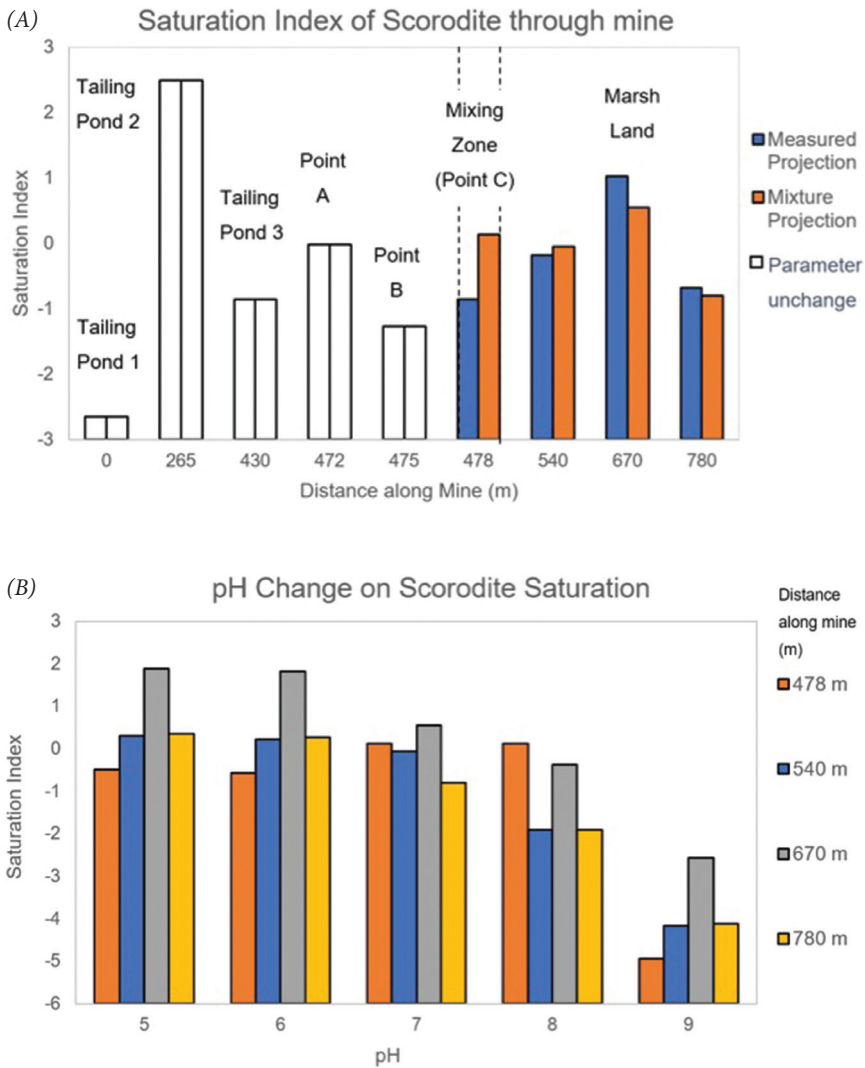 (A)
Saturation Index of Scorodite through mine
3
2
1
0
-1
-2
-3
Saturation Index
Tailing
Pond 1
Tailing
Pond 2
Tailing
Pond 3
Point
A
Point
B
Mixing
Zone
(Point C)
Marsh
Land
0 265 430 472 475 478 540 670 780
Distance along Mine (m)
Measured
Projection
Mixture
Projection
Parameter
unchange
(B)
pH Change on Scorodite Saturation
3
2
1
0
-1
-2
-3
-4
-5
-6
Saturation Index
5 6 7 8 9
pH
Distance
along mine
(m)
478 m
540 m
670 m
780 m